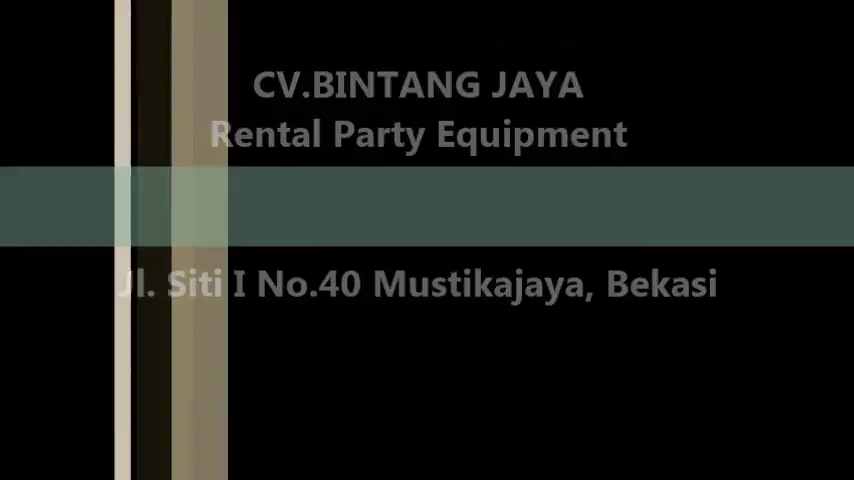 CV.BINTANG JAYA
Rental Party Equipment
Jl. Siti I No.40 Mustikajaya, Bekasi